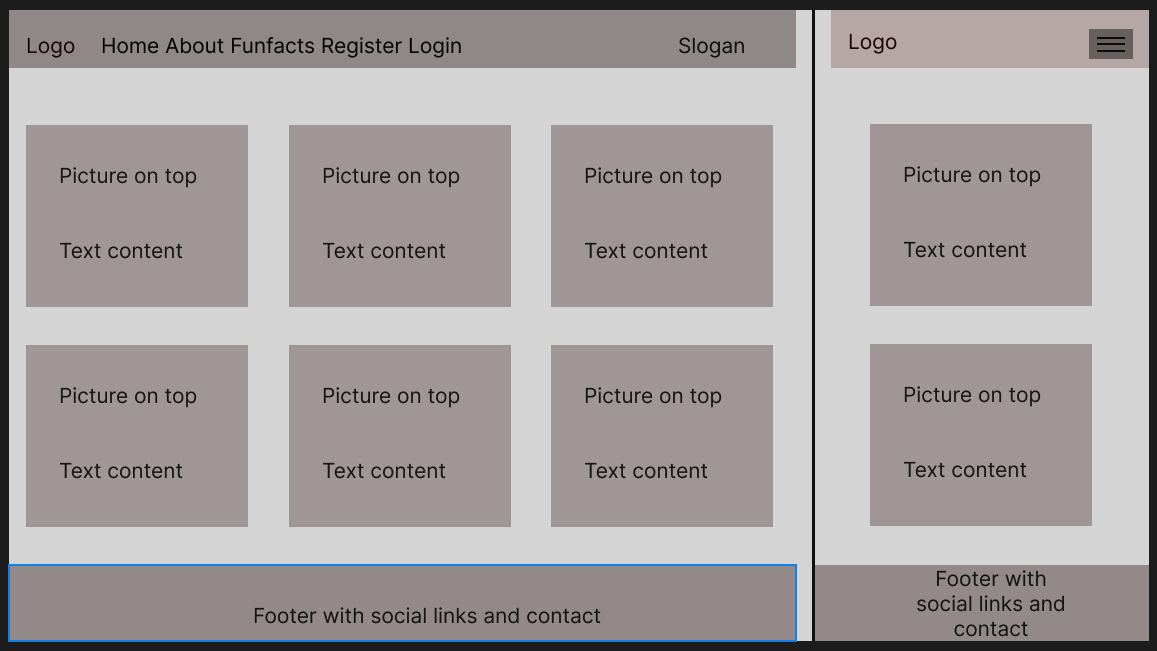 Logo Home About Funfacts Register Login Slogan
Picture on top Picture on top Picture on top
Text content Text content Text content
Picture on top Picture on top Picture on top
Text content Text content Text content
Footer with social links and contact
Logo
Picture on top
Text content
Picture on top
Text content
Footer with
social links and
contact